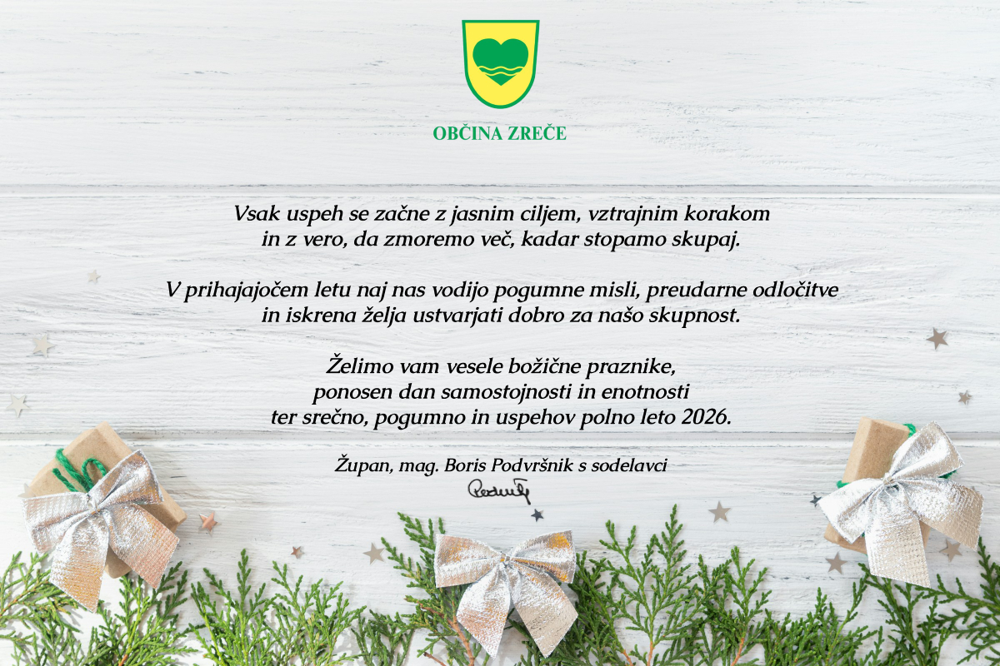 OBČINA ZREČE
Vsak uspeh se začne z jasnim ciljem, vztrajnim korakom
in z vero, da zmoremo več, kadar stopamo skupaj.
V prihajajočem letu naj nas vodijo pogumne misli, preudarne odločitve
in iskrena želja ustvarjati dobro za našo skupnost.
Želimo vam vesele božične praznike,
ponosen dan samostojnosti in enotnosti
ter srečno, pogumno in uspehov polno leto 2026.
Župan, mag. Boris Podvršnik s sodelavci